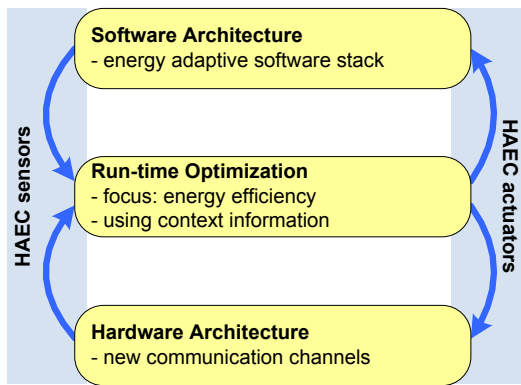 Software Architecture
- energy adaptive software stack
HAEC sensors
HAEC actuators
Run-time Optimization
- focus: energy efficiency
- using context information
Hardware Architecture
- new communication channels